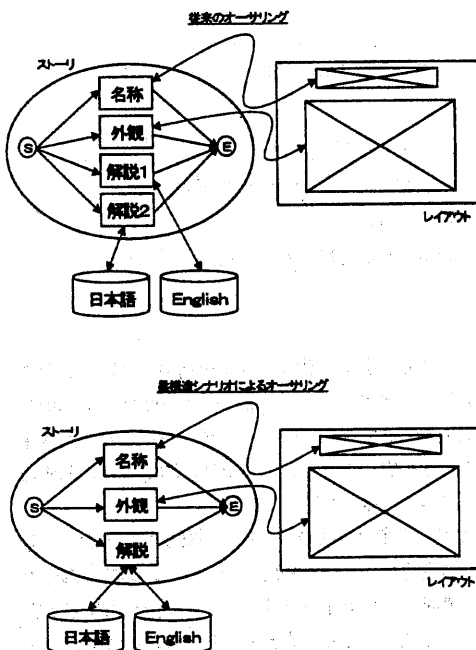 従来のオーサリング
ストーリ
名称
外観
解説1
解説2
S
E
レイアウト
日本語
English
シナリオによるオーサリング
ストーリ
名称
外観
解説
S
E
レイアウト
日本語
English